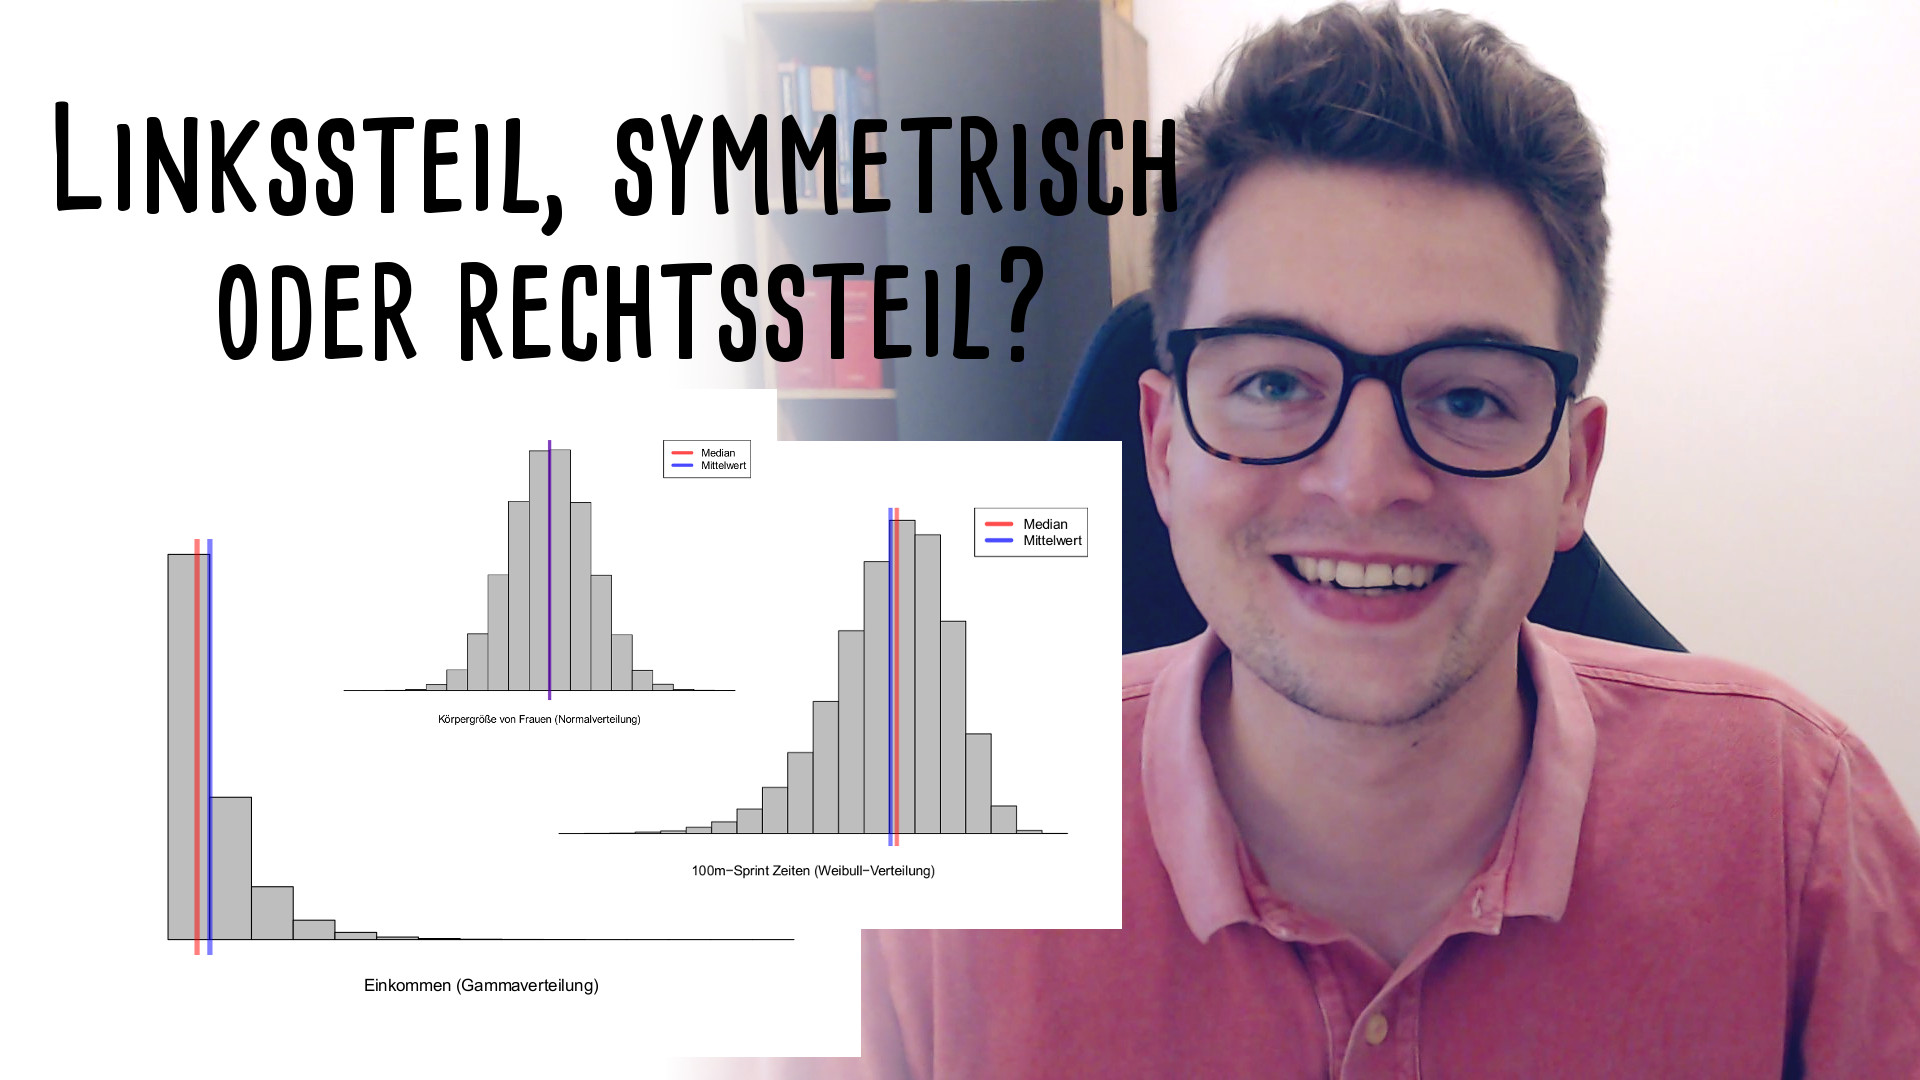 Linkssteil, symmetrisch
oder rechtssteil?
Median
Mittelwert
Körpergröße von Frauen (Normalverteilung)
Median
Mittelwert
100m−Sprint Zeiten (Weibull−Verteilung)
Einkommen (Gammaverteilung)